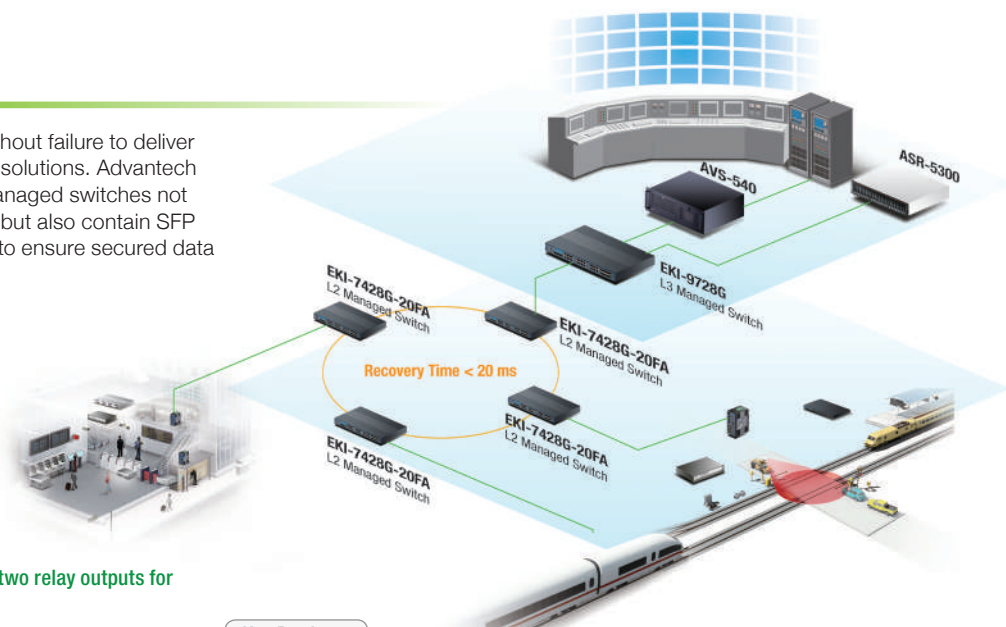 hout failure to deliver
solutions. Advantech
anaged switches not
but also contain SFP
to ensure secured data
AVS-540
ASR-5300
EKI-9728G
L3 Managed Switch
EKI-7428G-20FA
L2 Managed Switch
EKI-7428G-20FA
L2 Managed Switch
Recovery Time < 20 ms
EKI-7428G-20FA
L2 Managed Switch
EKI-7428G-20FA
L2 Managed Switch
two relay outputs for